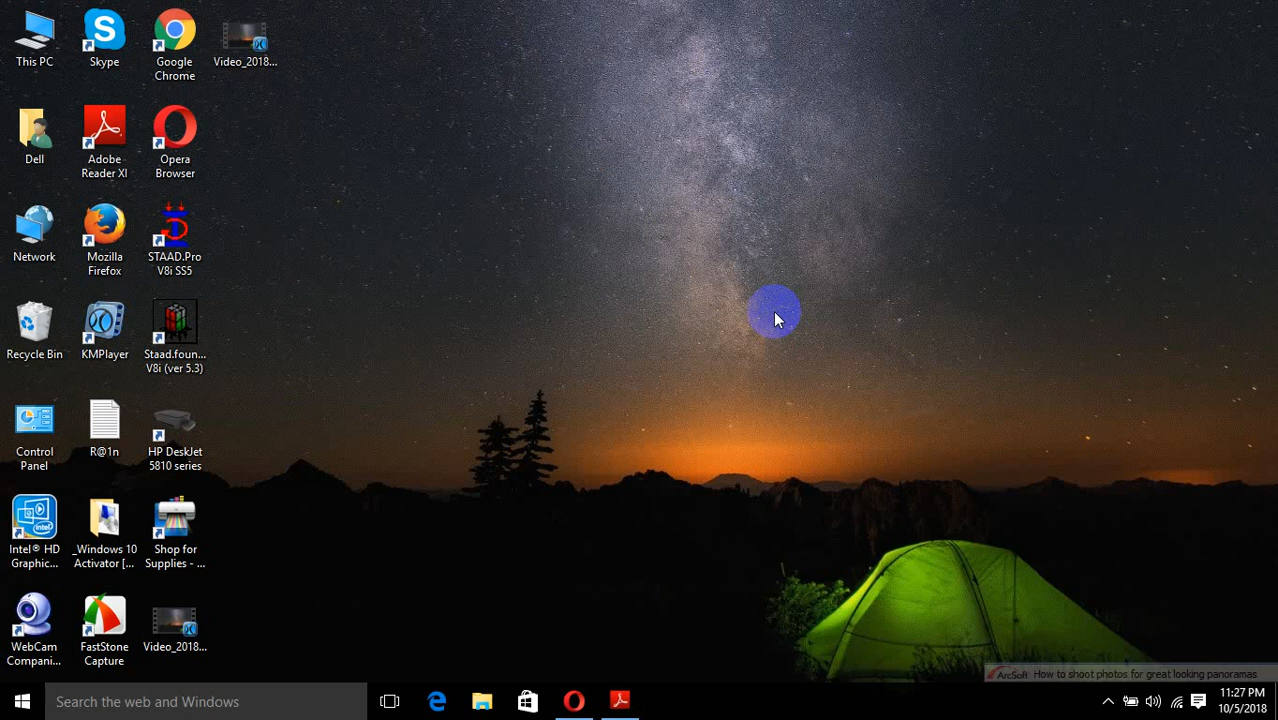 This PC
Skype
Google
Chrome
Video_2018...
Dell
Adobe
Reader XI
Opera
Browser
Network
Mozilla
Firefox
STAAD.Pro
V8i SS5
Recycle Bin
KMPlayer
Staad.foun...
V8i (ver 5.3)
Control
Panel
R@1n
HP DeskJet
5810 series
Intel® HD
Graphic...
_Windows 10
Activator [...
Shop for
Supplies - ...
WebCam
Compani...
FastStone
Capture
Video_2018...
ArcSoft How to shoot photos for great looking panoramas
Search the web and Windows
11:27 PM
10/5/2018